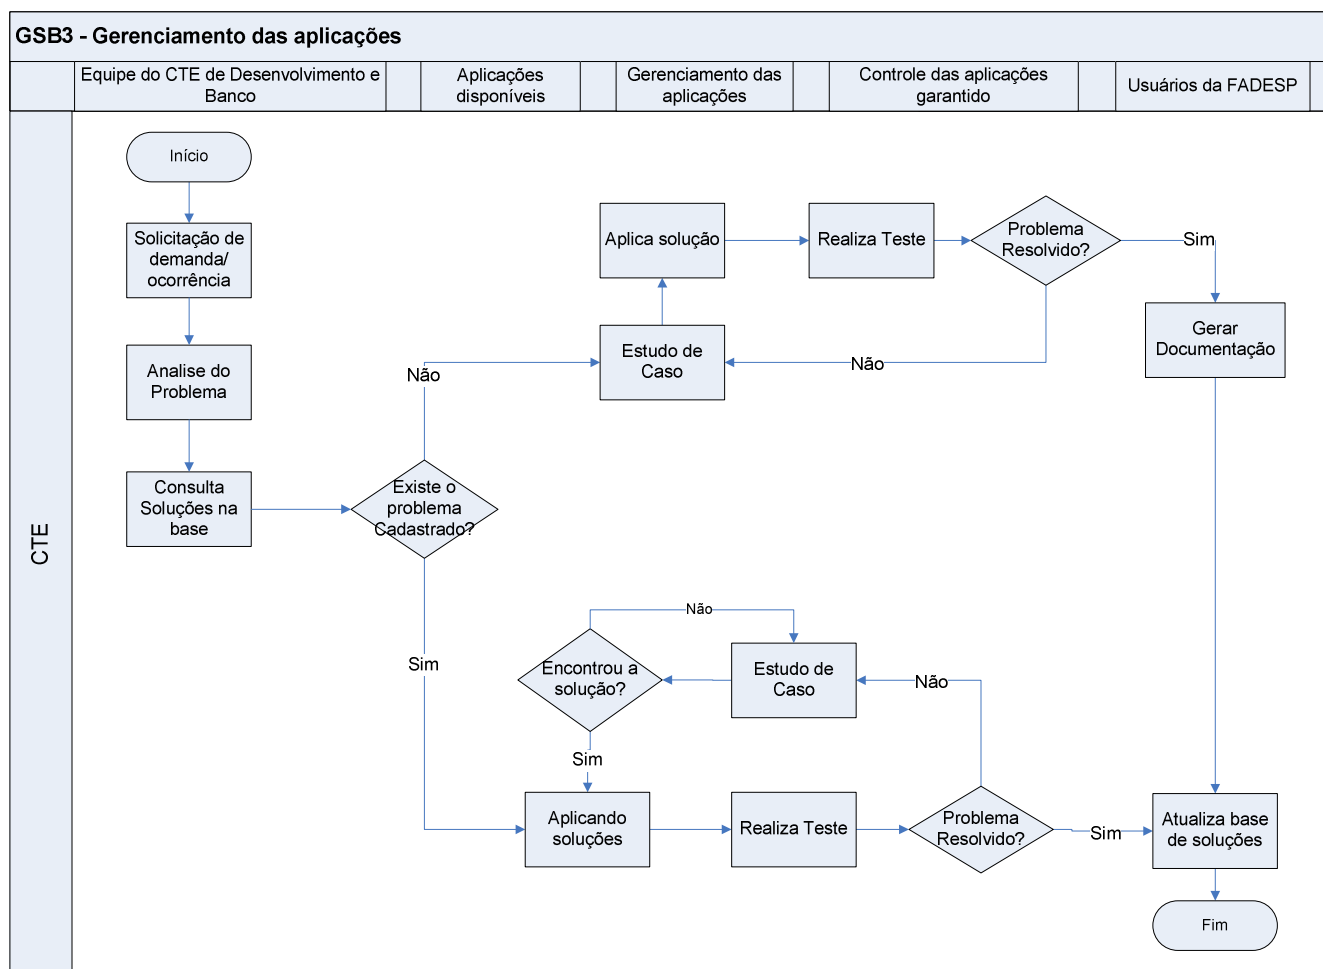 GSB3 - Gerenciamento das aplicações
Equipe do CTE de Desenvolvimento e
Banco
Aplicações
disponíveis
Gerenciamento das
aplicações
Controle das aplicações
garantido
Usuários da FADESP
CTE
Início
Solicitação de
demanda/
ocorrência
Analise do
Problema
Consulta
Soluções na
base
Existe o
problema
Cadastrado?
Não
Estudo de
Caso
Aplica solução
Realiza Teste
Problema
Resolvido?
Não
Sim
Gerar
Documentação
Sim
Encontrou a
solução?
Não
Estudo de
Caso
Não
Sim
Aplicando
soluções
Realiza Teste
Problema
Resolvido?
Sim
Atualiza base
de soluções
Fim